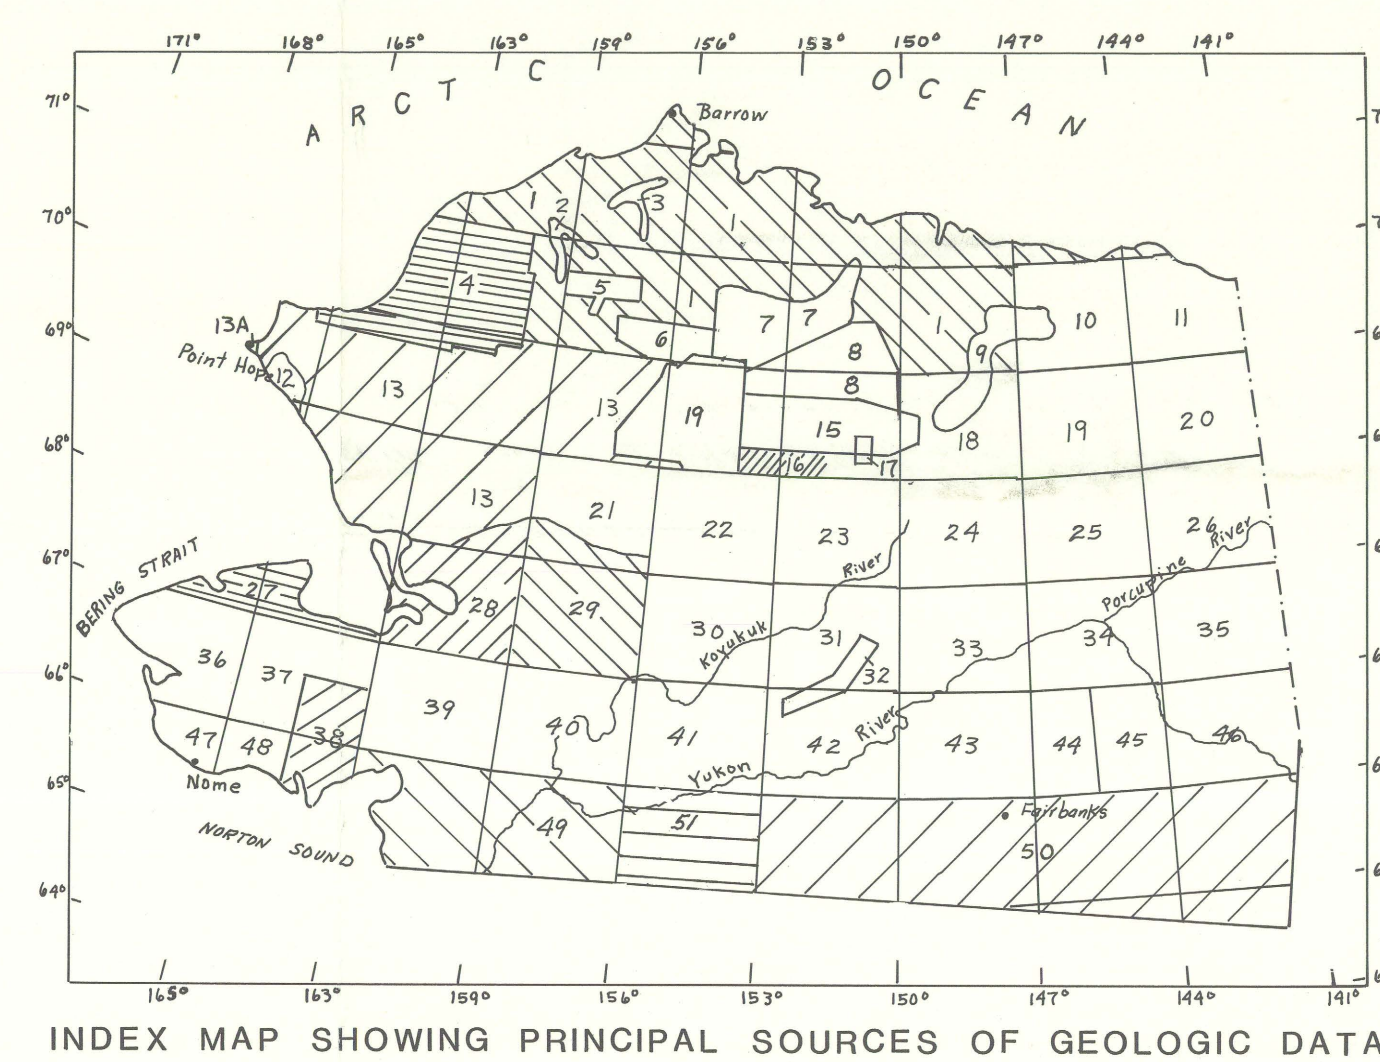 171° 168° 165° 163° 159° 156° 153° 150° 147° 144° 141°
ARCT C OCEAN
71°
Barrow
70°
1 2 3 1
4 5 1
69°
13A
6 7 7 1 10 11
Point Hope
12
8 9
13 13 19 8
15 18 19 20
68°
16 17
13 21 22 23 24 25 26
River
67°
BERING STRAIT
River
Porcupine
27 28 29 30 31 33 34 35
Koyukuk
66°
36 37 32
38 39 40 41 42 43 44 45 46
River
47 48
Nome
65°
Yukon
49 51
Fairbanks
NORTON SOUND
50
64°
165° 163° 159° 156° 153° 150° 147° 144° 141°
INDEX MAP SHOWING PRINCIPAL SOURCES OF GEOLOGIC DATA